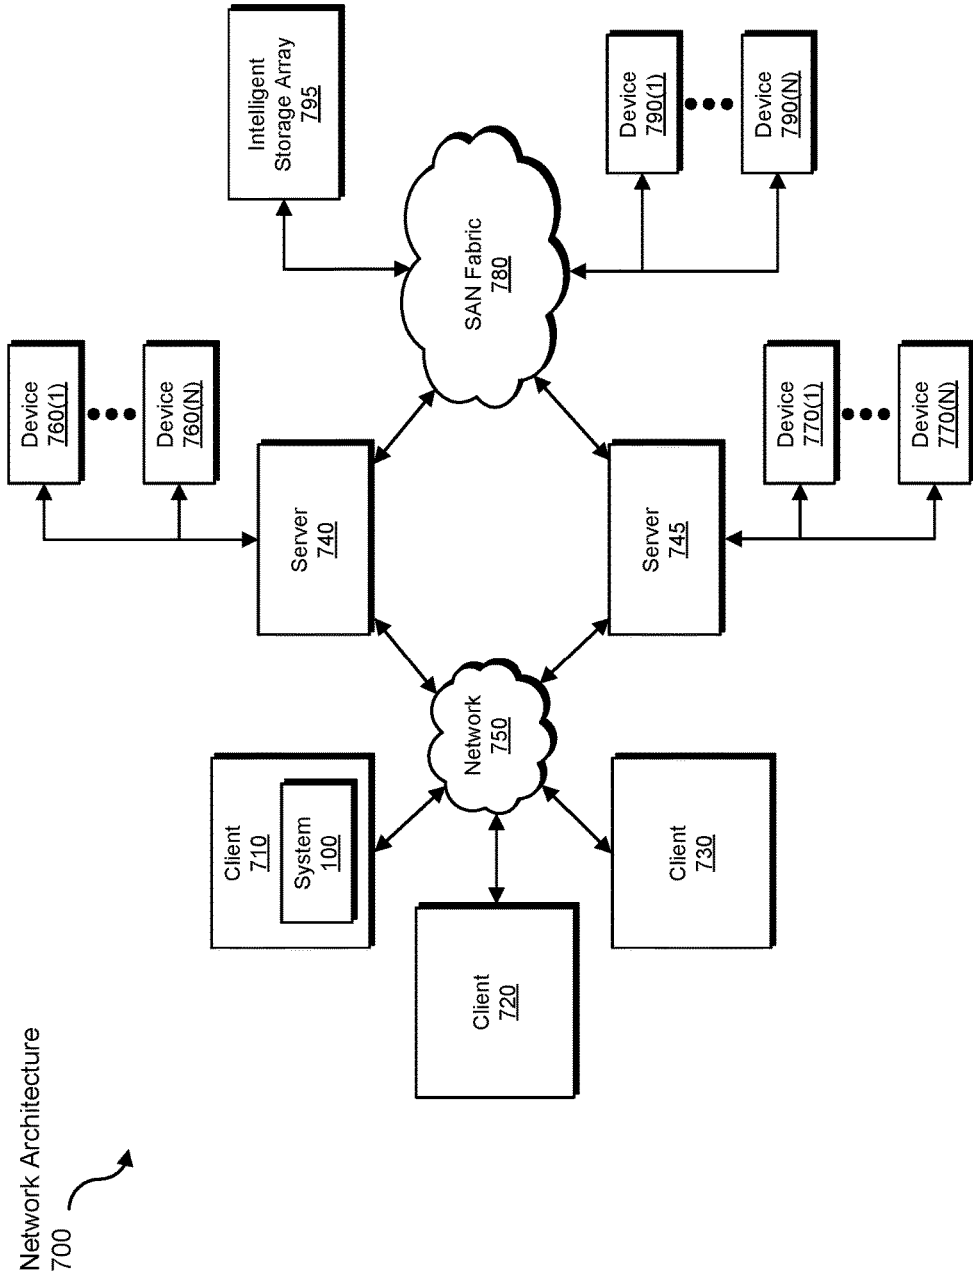 Network Architecture
700
Client
710
System
100
Client
720
Client
730
Network
750
Server
740
Server
745
Device
760(1)
Device
760(N)
Device
770(1)
Device
770(N)
SAN Fabric
780
Intelligent
Storage Array
795
Device
790(1)
Device
790(N)